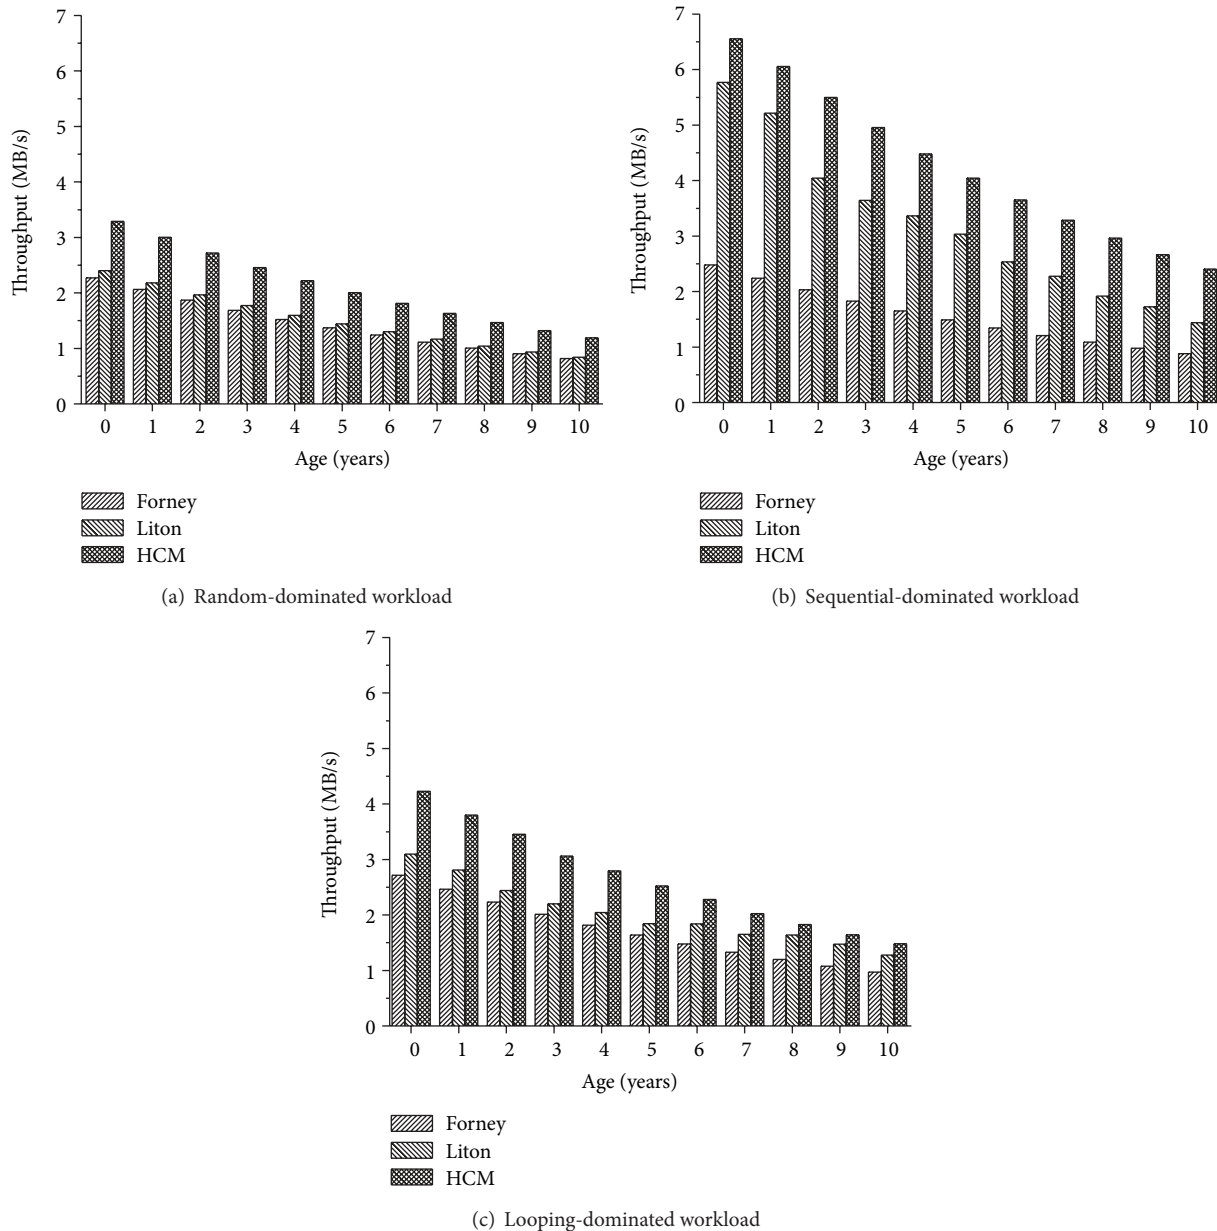 7
6
5
4
3
2
1
0
Throughput (MB/s)
0 1 2 3 4 5 6 7 8 9 10
Age (years)
Forney
Liton
HCM
(a) Random-dominated workload
7
6
5
4
3
2
1
0
Throughput (MB/s)
0 1 2 3 4 5 6 7 8 9 10
Age (years)
Forney
Liton
HCM
(b) Sequential-dominated workload
7
6
5
4
3
2
1
0
Throughput (MB/s)
0 1 2 3 4 5 6 7 8 9 10
Age (years)
Forney
Liton
HCM
(c) Looping-dominated workload